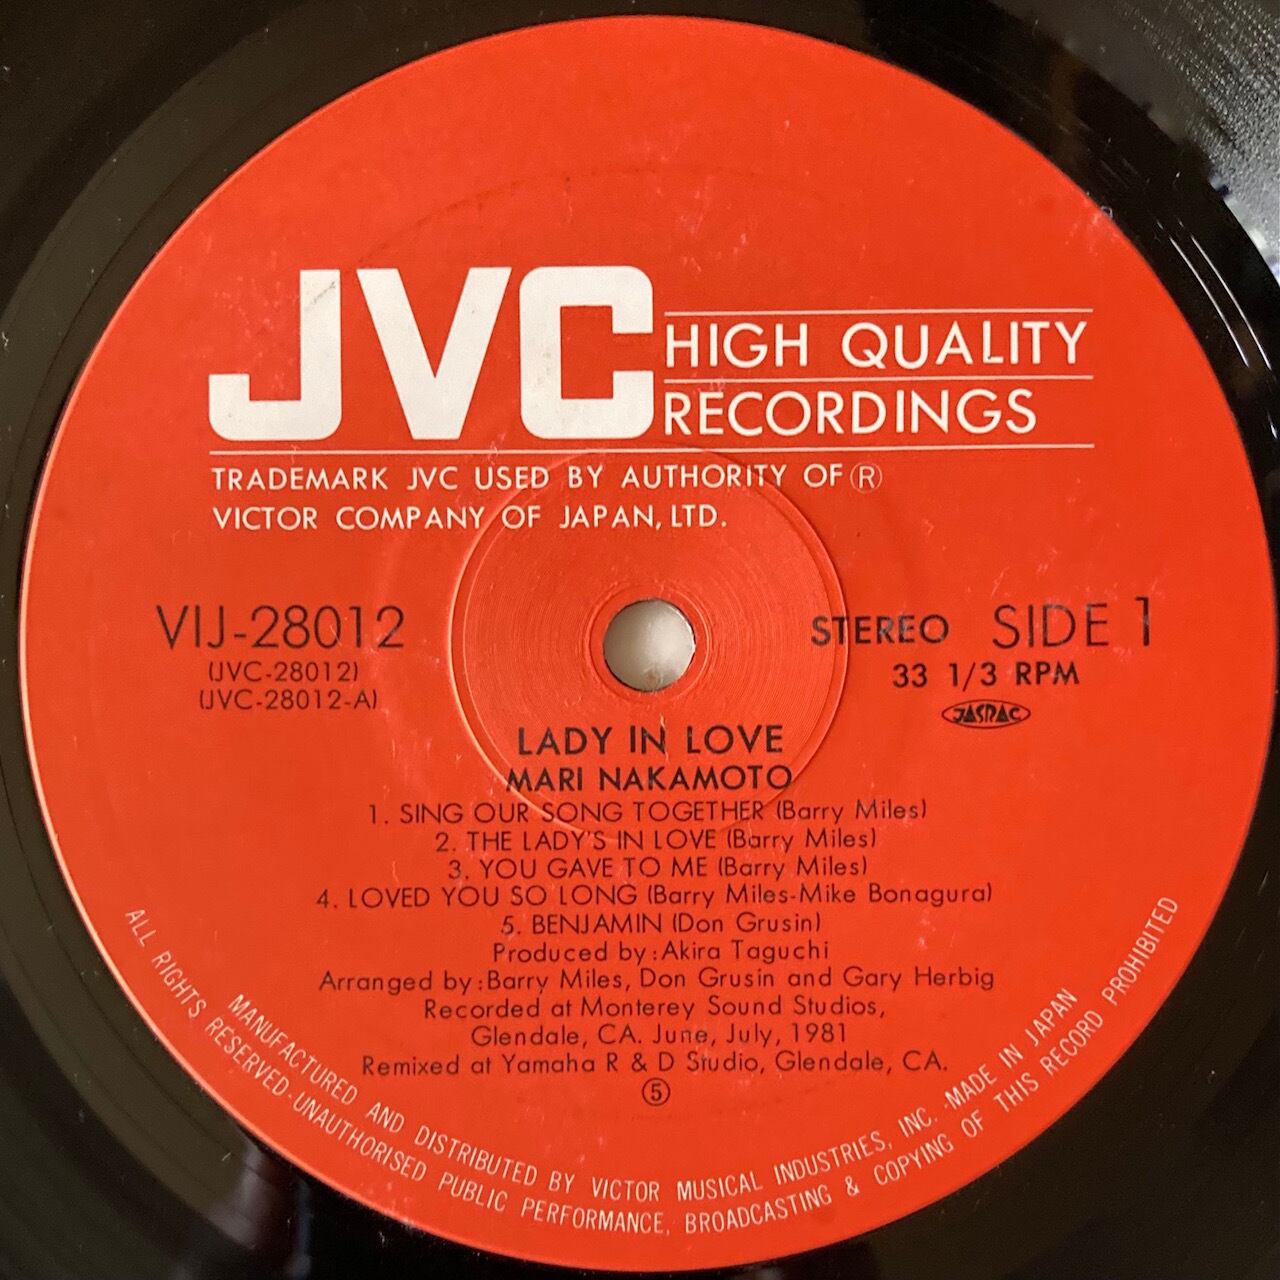 JVC HIGH QUALITY
RECORDINGS
TRADEMARK JVC USED BY AUTHORITY OF Ⓡ
VICTOR COMPANY OF JAPAN, LTD.
VIJ-28012
(JVC-28012)
(JVC-28012-A)
STEREO SIDE 1
33 1/3 RPM
JASRAC
LADY IN LOVE
MARI NAKAMOTO
1. SING OUR SONG TOGETHER (Barry Miles)
2. THE LADY'S IN LOVE (Barry Miles)
3. YOU GAVE TO ME (Barry Miles)
4. LOVED YOU SO LONG (Barry Miles-Mike Bonagura)
5. BENJAMIN (Don Grusin)
Produced by:Akira Taguchi
Arranged by:Barry Miles, Don Grusin and Gary Herbig
Recorded at Monterey Sound Studios,
Glendale, CA. June, July, 1981
Remixed at Yamaha R & D Studio, Glendale, CA.
⑤
MANUFACTURED AND DISTRIBUTED BY VICTOR MUSICAL INDUSTRIES, INC. -MADE IN JAPAN
ALL RIGHTS RESERVED-UNAUTHORISED PUBLIC PERFORMANCE, BROADCASTING & COPYING OF THIS RECORD PROHIBITED